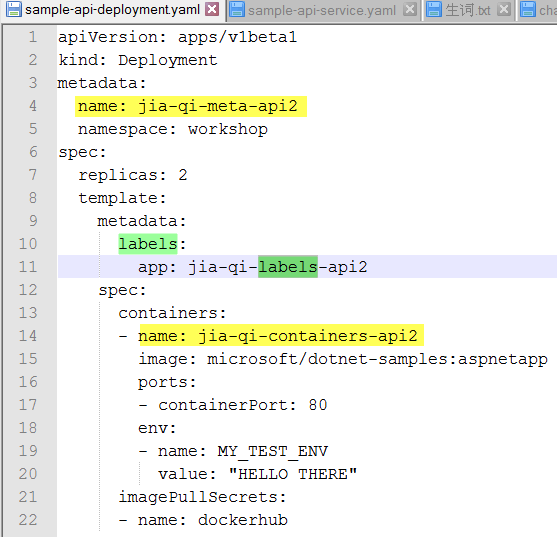 sample-api-deployment.yaml sample-api-service.yaml 生词.txt cha
1 apiVersion: apps/v1beta1
2 kind: Deployment
3 metadata:
4   name: jia-qi-meta-api2
5   namespace: workshop
6 spec:
7   replicas: 2
8   template:
9     metadata:
10       labels:
11         app: jia-qi-labels-api2
12     spec:
13       containers:
14       - name: jia-qi-containers-api2
15         image: microsoft/dotnet-samples:aspnetapp
16         ports:
17         - containerPort: 80
18         env:
19         - name: MY_TEST_ENV
20           value: "HELLO THERE"
21       imagePullSecrets:
22       - name: dockerhub